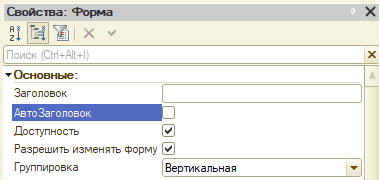 Свойства: Форма
Поиск (Ctrl+Alt+I)
Основные:
Заголовок
АвтоЗаголовок
Доступность
Разрешить изменять форму
Группировка Вертикальная